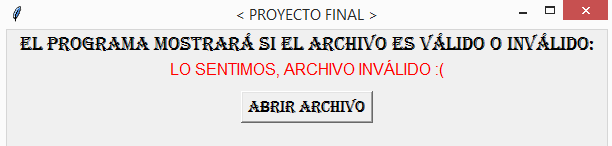 < PROYECTO FINAL >
EL PROGRAMA MOSTRARÁ SI EL ARCHIVO ES VÁLIDO O INVÁLIDO:
LO SENTIMOS, ARCHIVO INVÁLIDO :(
ABRIR ARCHIVO